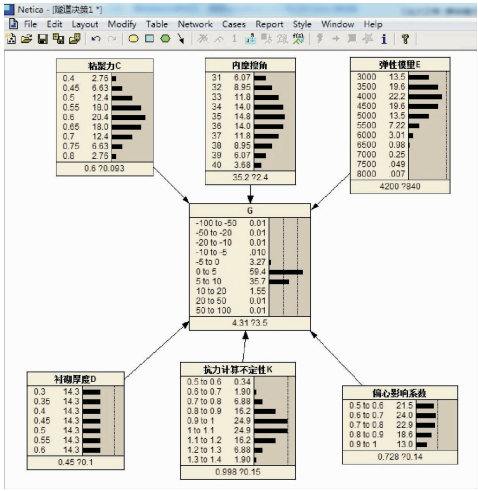 Netica - [隧道决策1 *]
File Edit Layout Modify Table Network Cases Report Style Window Help
粘聚力C
0.4 2.76
0.45 6.63
0.5 12.4
0.55 18.0
0.6 20.4
0.65 18.0
0.7 12.4
0.75 6.63
0.8 2.76
0.6 ?0.093
内摩擦角
31 6.07
32 8.95
33 11.8
34 14.0
35 14.8
36 14.0
37 11.8
38 8.95
39 6.07
40 3.68
35.2 ?2.4
弹性模量E
3000 13.5
3500 19.6
4000 22.2
4500 19.6
5000 13.5
5500 7.22
6000 3.01
6500 0.98
7000 0.25
7500 .049
8000 .007
4200 ?840
G
-100 to -50 0.01
-50 to -20 0.01
-20 to -10 0.01
-10 to -5 .010
-5 to 0 3.27
0 to 5 59.4
5 to 10 35.7
10 to 20 1.55
20 to 50 0.01
50 to 100 0.01
4.31 ?3.5
衬砌厚度D
0.3 14.3
0.35 14.3
0.4 14.3
0.45 14.3
0.5 14.3
0.55 14.3
0.6 14.3
0.45 ?0.1
抗力计算不定性K
0.5 to 0.6 0.34
0.6 to 0.7 1.90
0.7 to 0.8 6.88
0.8 to 0.9 16.2
0.9 to 1 24.9
1 to 1.1 24.9
1.1 to 1.2 16.2
1.2 to 1.3 6.88
1.3 to 1.4 1.90
0.998 ?0.15
偏心影响系数
0.5 to 0.6 21.5
0.6 to 0.7 24.0
0.7 to 0.8 22.9
0.8 to 0.9 18.6
0.9 to 1 13.0
0.728 ?0.14